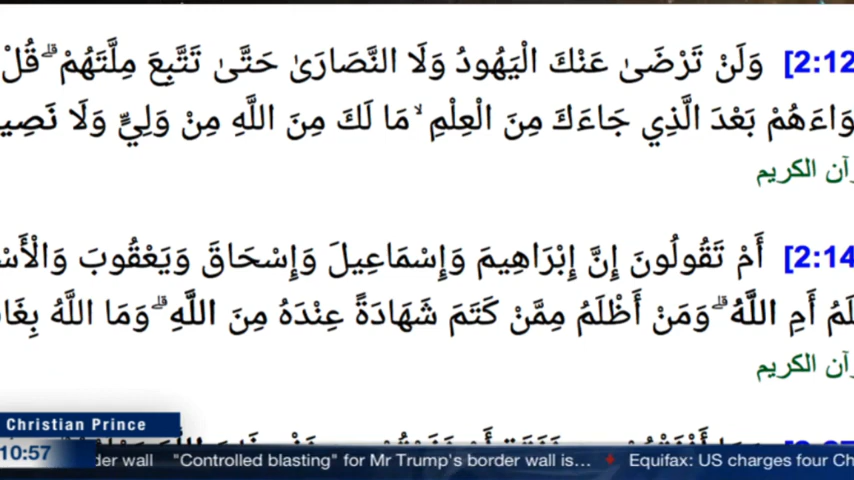 [2:12 وَلَنْ تَرْضَىٰ عَنْكَ الْيَهُودُ وَلَا النَّصَارَىٰ حَتَّىٰ تَتَّبِعَ مِلَّتَهُمْ ۗ قُلْ
وَاءَهُمْ بَعْدَ الَّذِي جَاءَكَ مِنَ الْعِلْمِ ۙ مَا لَكَ مِنَ اللَّهِ مِنْ وَلِيٍّ وَلَا نَصِي
رآن الكريم
[2:14 أَمْ تَقُولُونَ إِنَّ إِبْرَاهِيمَ وَإِسْمَاعِيلَ وَإِسْحَاقَ وَيَعْقُوبَ وَالْأَسْ
لَمُ أَمِ اللَّهُ ۗ وَمَنْ أَظْلَمُ مِمَّنْ كَتَمَ شَهَادَةً عِنْدَهُ مِنَ اللَّهِ ۗ وَمَا اللَّهُ بِغَا
رآن الكريم
Christian Prince
10:57 der wall "Controlled blasting" for Mr Trump's border wall is... Equifax: US charges four Ch